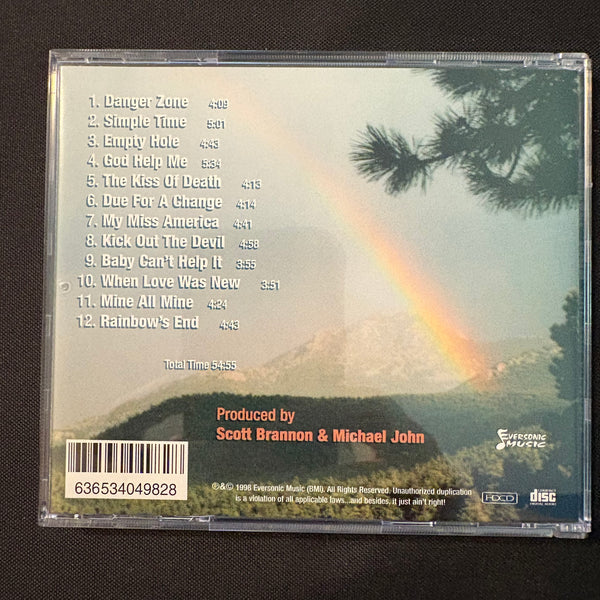 1. Danger Zone 4:09
2. Simple Time 5:01
3. Empty Hole 4:43
4. God Help Me 5:34
5. The Kiss Of Death 4:13
6. Due For A Change 4:14
7. My Miss America 4:41
8. Kick Out The Devil 4:58
9. Baby Can't Help It 3:55
10. When Love Was New 3:51
11. Mine All Mine 4:24
12. Rainbow's End 4:43
Total Time 54:55
Produced by
Scott Brannon & Michael John
EVERSONIC
MUSIC
636534049828
℗&© 1998 Eversonic Music (BMI). All Rights Reserved. Unauthorized duplication
is a violation of all applicable laws...and besides, it just ain't right!
HDCD
COMPACT
disc
DIGITAL AUDIO